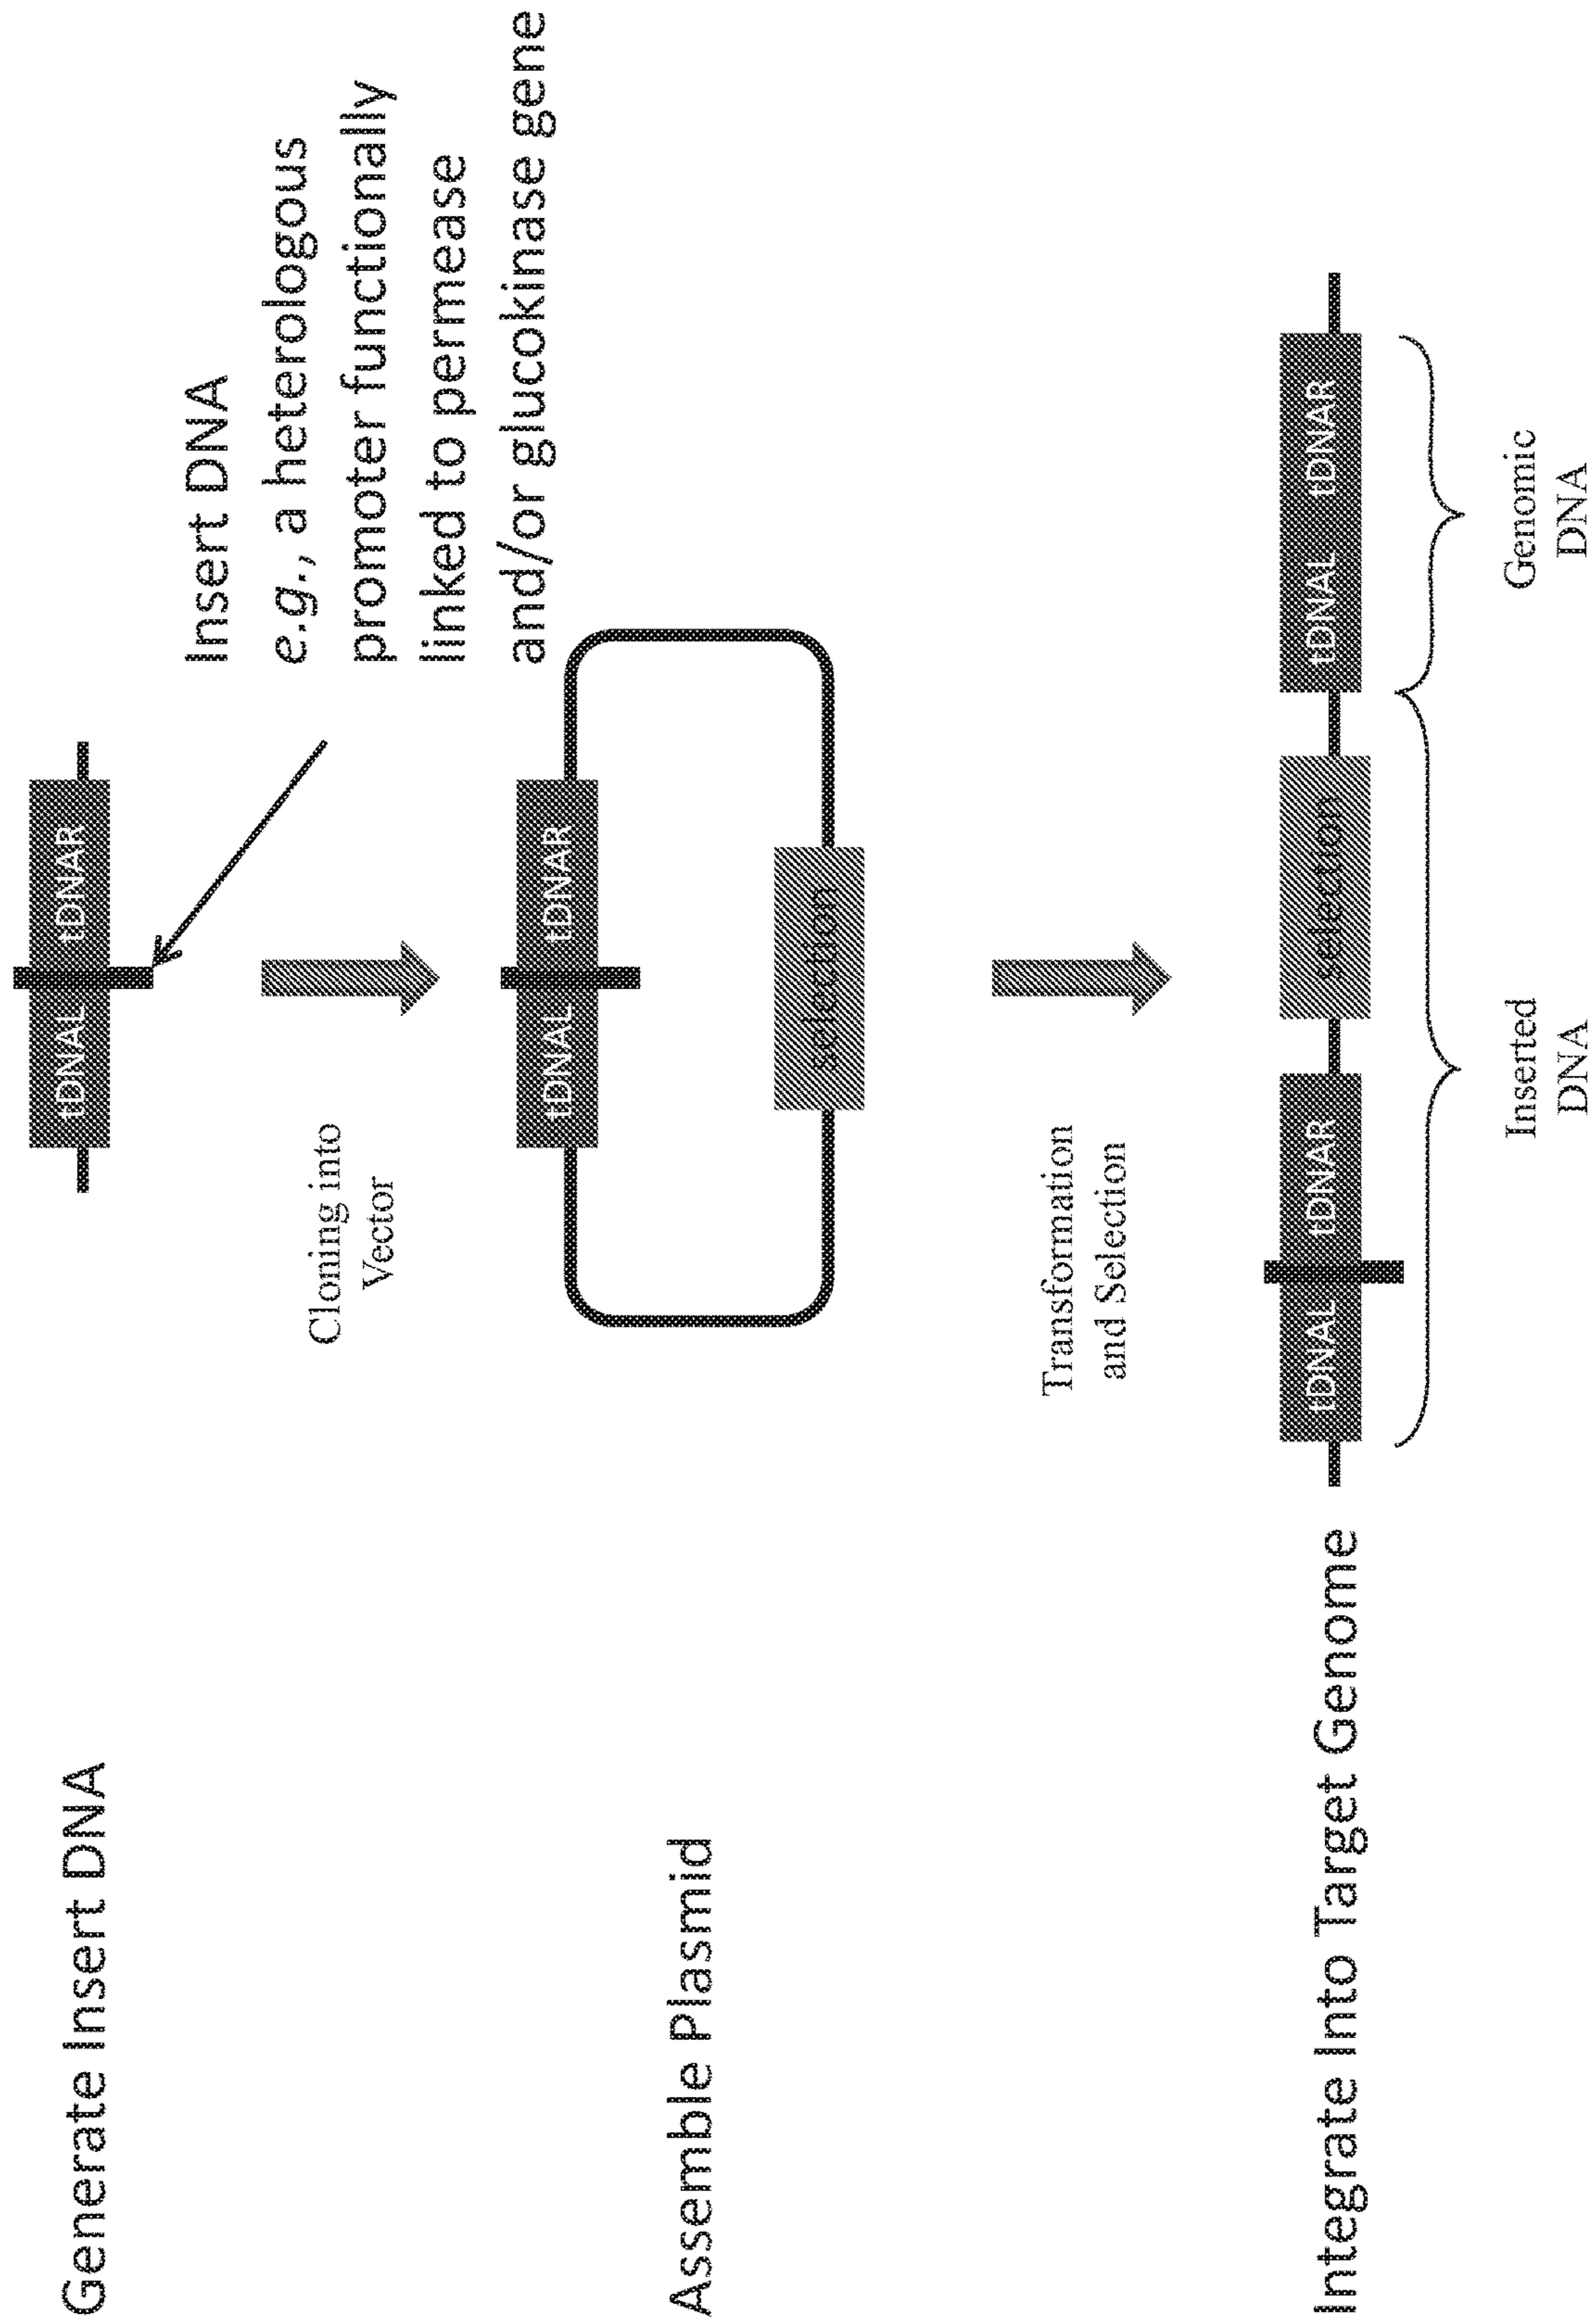 Generate Insert DNA
tDNAL tDNAR
Insert DNA
e.g., a heterologous
promoter functionally
linked to permease
and/or glucokinase gene
Cloning into
Vector
Assemble Plasmid
tDNAL tDNAR
selection
Transformation
and Selection
Integrate Into Target Genome
tDNAL tDNAR selection tDNAL tDNAR
Inserted
DNA
Genomic
DNA